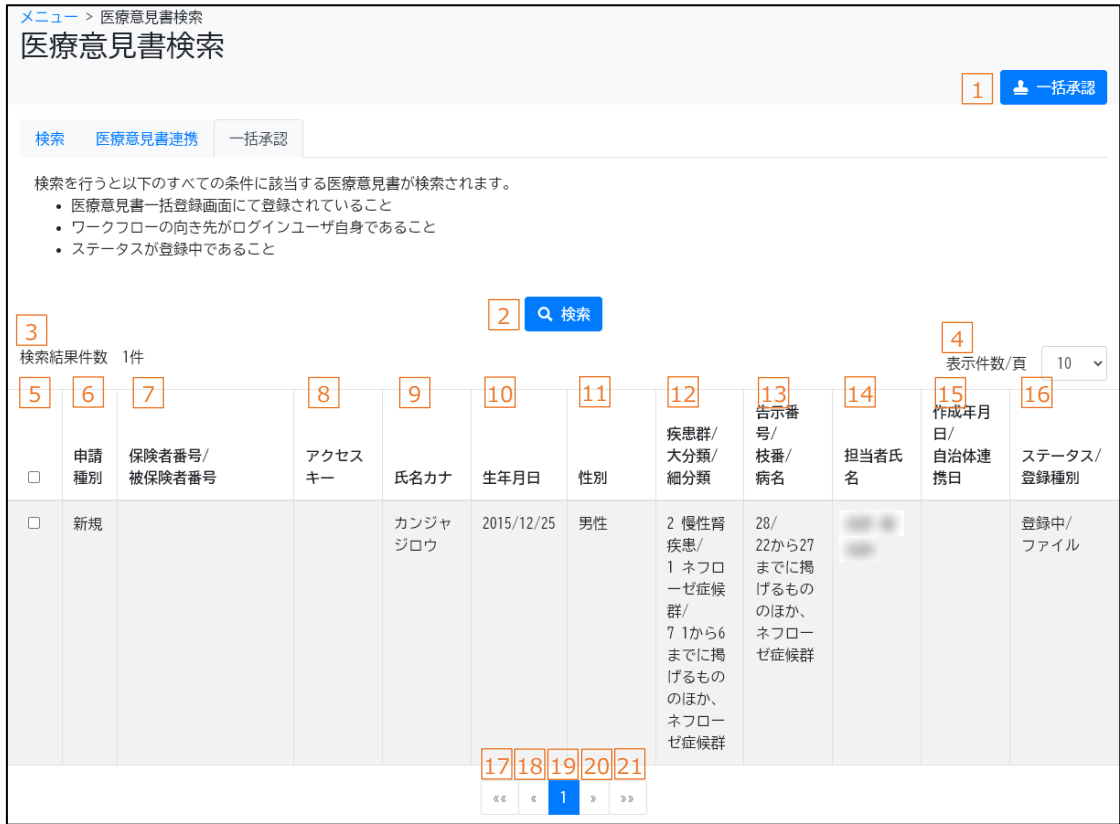 メニュー > 医療意見書検索
医療意見書検索
1 一括承認
検索 医療意見書連携 一括承認
検索を行うと以下のすべての条件に該当する医療意見書が検索されます。
• 医療意見書一括登録画面にて登録されていること
• ワークフローの向き先がログインユーザ自身であること
• ステータスが登録中であること
2 検索
3
検索結果件数 1件
4
表示件数/頁 10
5
6
申請
種別
7
保険者番号/
被保険者番号
8
アクセス
キー
9
氏名カナ
10
生年月日
11
性別
12
疾患群/
大分類/
細分類
13
告示番
号/
枝番/
病名
14
担当者氏
名
15
作成年月
日/
自治体連
携日
16
ステータス/
登録種別
新規
カンジャ
ジロウ
2015/12/25
男性
2 慢性腎
疾患/
1 ネフロ
ーゼ症候
群/
7 1から6
までに掲
げるもの
のほか、
ネフロー
ゼ症候群
28/
22から27
までに掲
げるもの
のほか、
ネフロー
ゼ症候群
登録中/
ファイル
17 18 19 20 21
«« « 1 » »»